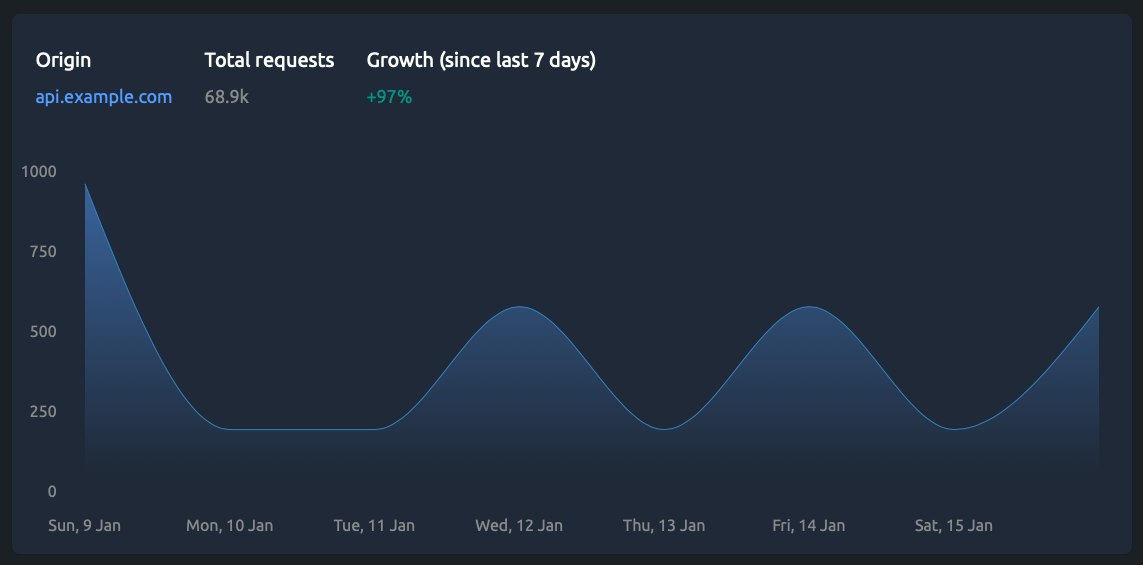 Origin Total requests Growth (since last 7 days)
api.example.com 68.9k +97%
1000
750
500
250
0
Sun, 9 Jan Mon, 10 Jan Tue, 11 Jan Wed, 12 Jan Thu, 13 Jan Fri, 14 Jan Sat, 15 Jan